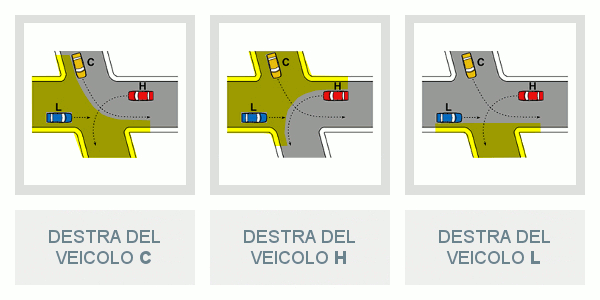 C
H
L
C
H
L
C
H
L
DESTRA DEL
VEICOLO C
DESTRA DEL
VEICOLO H
DESTRA DEL
VEICOLO L